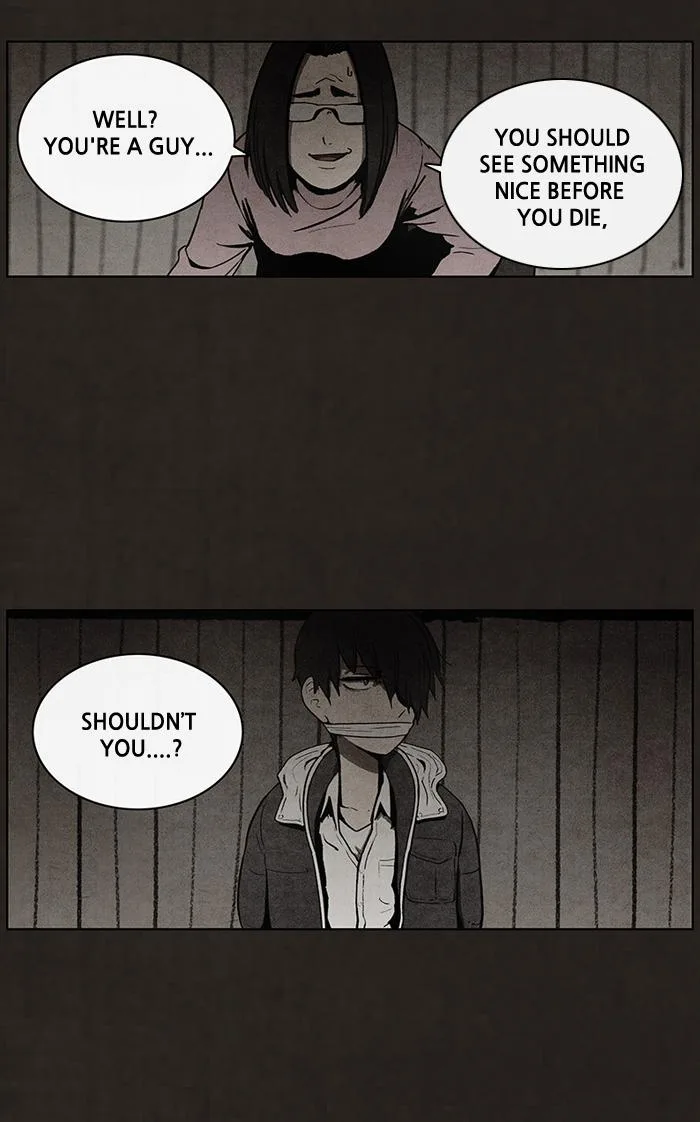 WELL?
YOU'RE A GUY...
YOU SHOULD
SEE SOMETHING
NICE BEFORE
YOU DIE,
SHOULDN'T
YOU....?